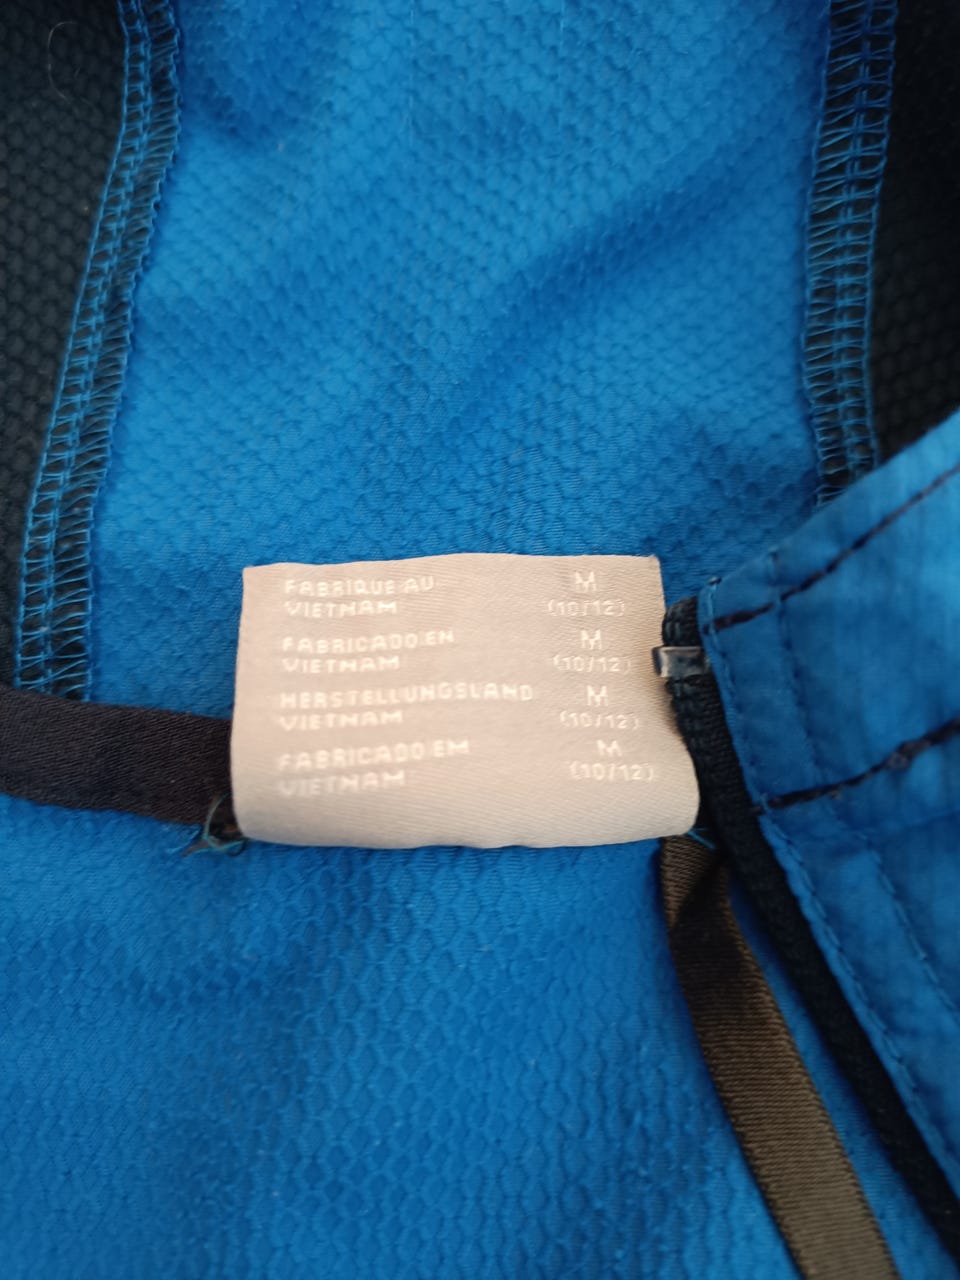 FABRIQUE AU M
VIETNAM (10/12)
FABRICADO EN M
VIETNAM (10/12)
HERSTELLUNGSLAND M
VIETNAM (10/12)
FABRICADO EM M
VIETNAM (10/12)